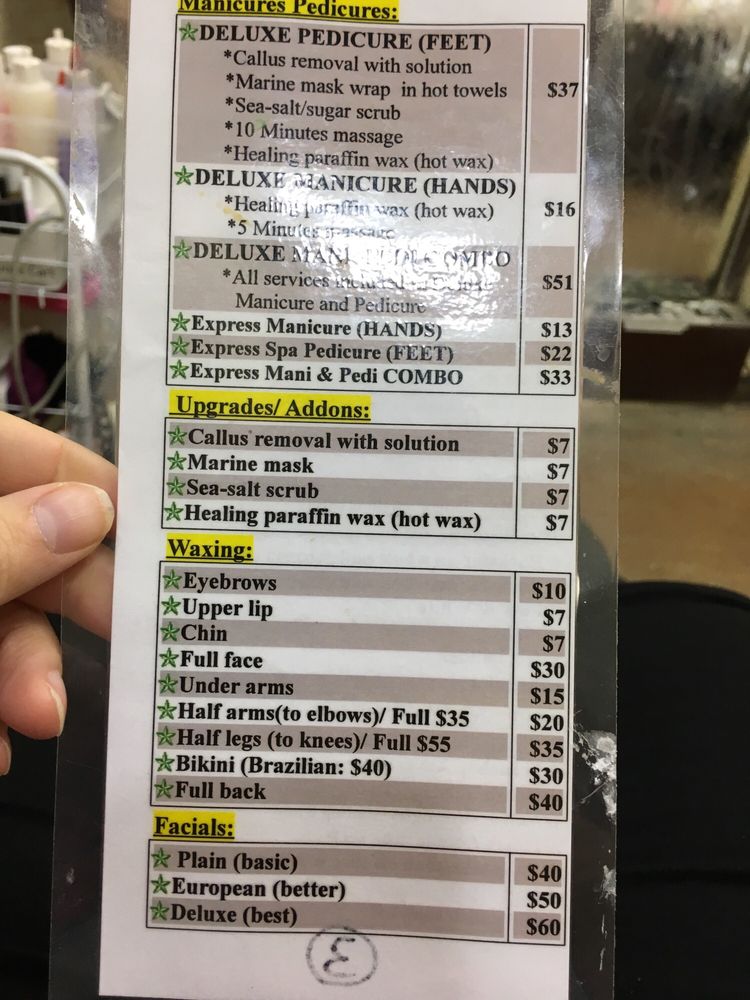 Manicures Pedicures:
DELUXE PEDICURE (FEET)
*Callus removal with solution
*Marine mask wrap in hot towels $37
*Sea-salt/sugar scrub
*10 Minutes massage
*Healing paraffin wax (hot wax)
DELUXE MANICURE (HANDS)
*Healing paraffin wax (hot wax) $16
*5 Minutes massage
DELUXE MANI PEDI COMBO
*All services included in Deluxe $51
Manicure and Pedicure
Express Manicure (HANDS) $13
Express Spa Pedicure (FEET) $22
Express Mani & Pedi COMBO $33
Upgrades/ Addons:
Callus removal with solution $7
Marine mask $7
Sea-salt scrub $7
Healing paraffin wax (hot wax) $7
Waxing:
Eyebrows $10
Upper lip $7
Chin $7
Full face $30
Under arms $15
Half arms(to elbows)/ Full $35 $20
Half legs (to knees)/ Full $55 $35
Bikini (Brazilian: $40) $30
Full back $40
Facials:
Plain (basic) $40
European (better) $50
Deluxe (best) $60